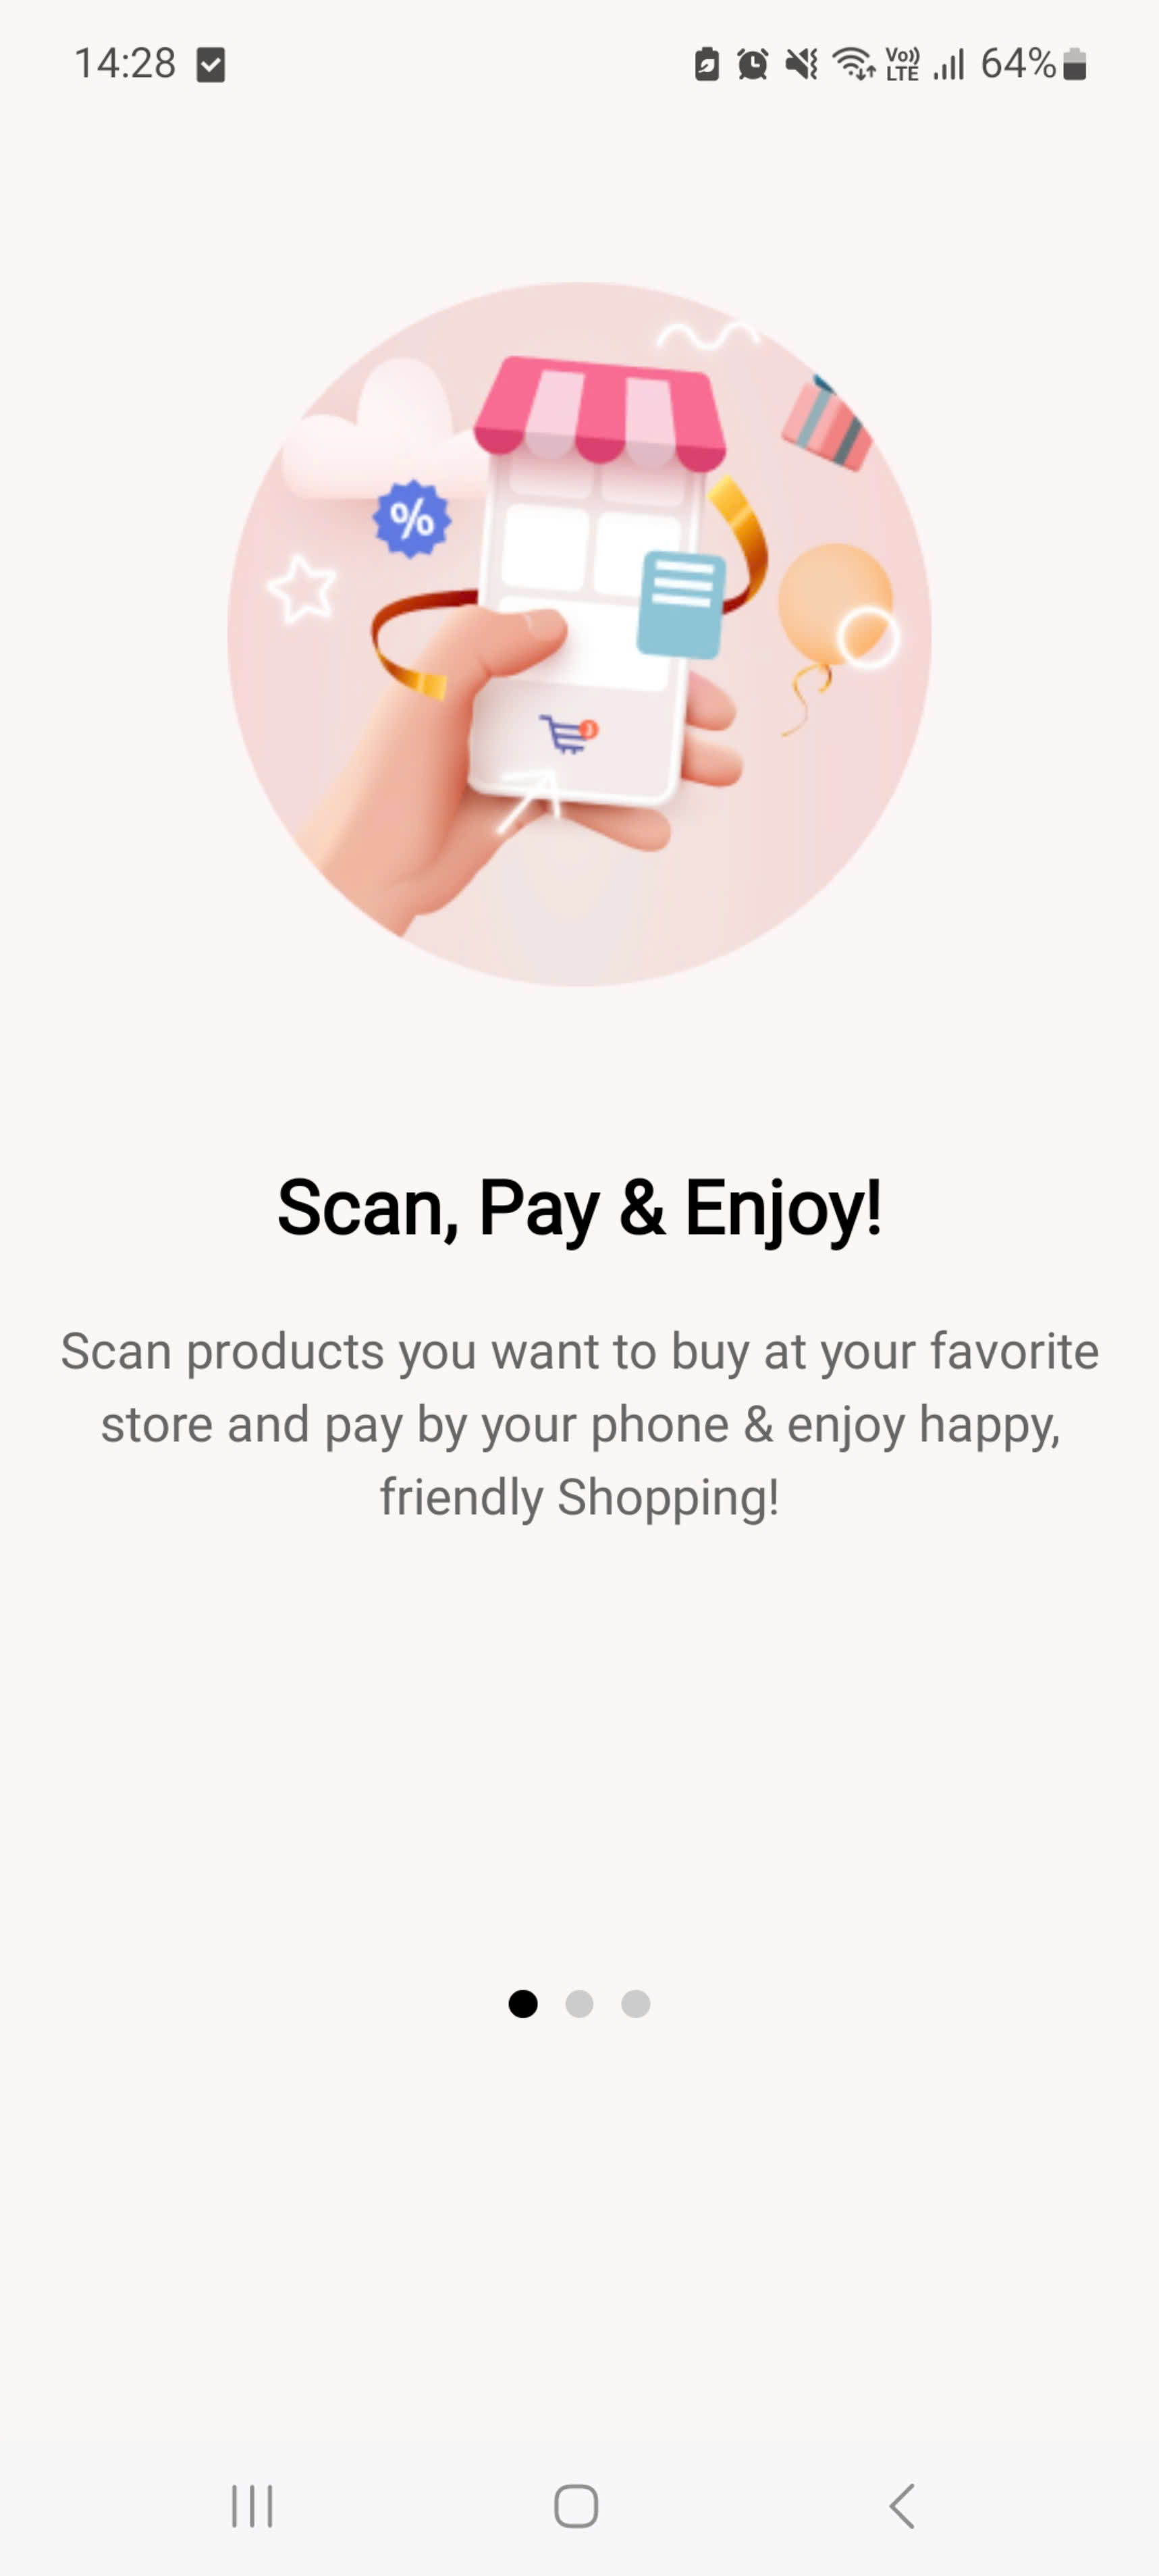 14:28
Vo)) LTE 64%
%
Scan, Pay & Enjoy!
Scan products you want to buy at your favorite
store and pay by your phone & enjoy happy,
friendly Shopping!